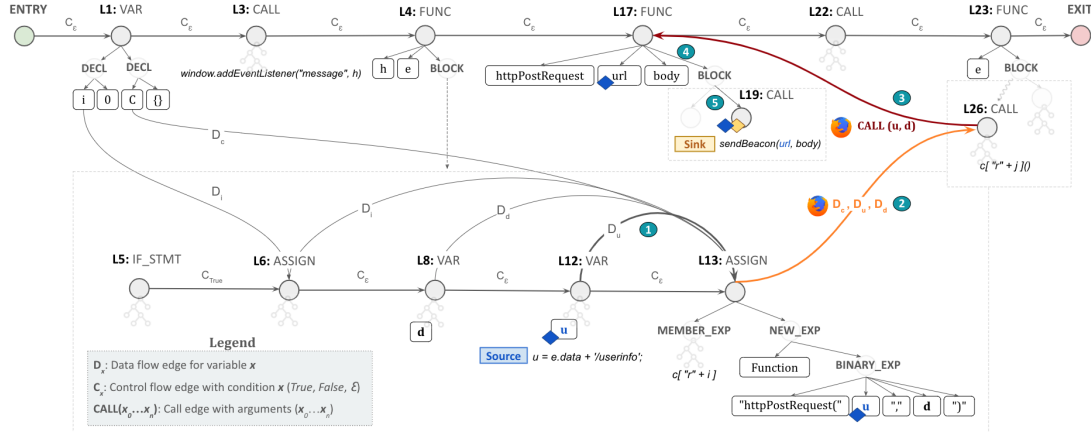 ENTRY
L1: VAR
L3: CALL
L4: FUNC
L17: FUNC
L22: CALL
L23: FUNC
EXIT
C_ε
C_ε
C_ε
C_ε
C_ε
C_ε
C_ε
DECL
DECL
i
0
C
{}
window.addEventListener("message", h)
h
e
BLOCK
httpPostRequest
url
body
BLOCK
4
5
L19: CALL
Sink
sendBeacon(url, body)
3
CALL (u, d)
e
BLOCK
L26: CALL
c[ "r" + j ]()
D_c
D_i
D_i
D_d
D_u
1
D_c, D_u, D_d
2
L5: IF_STMT
L6: ASSIGN
L8: VAR
L12: VAR
L13: ASSIGN
C_True
C_ε
C_ε
C_ε
d
u
Source
u = e.data + '/userinfo';
MEMBER_EXP
NEW_EXP
c[ "r" + i ]
Function
BINARY_EXP
"httpPostRequest("
u
","
d
")"
Legend
D_x: Data flow edge for variable x
C_x: Control flow edge with condition x (True, False, ℇ)
CALL(x_0…x_n): Call edge with arguments (x_0…x_n)